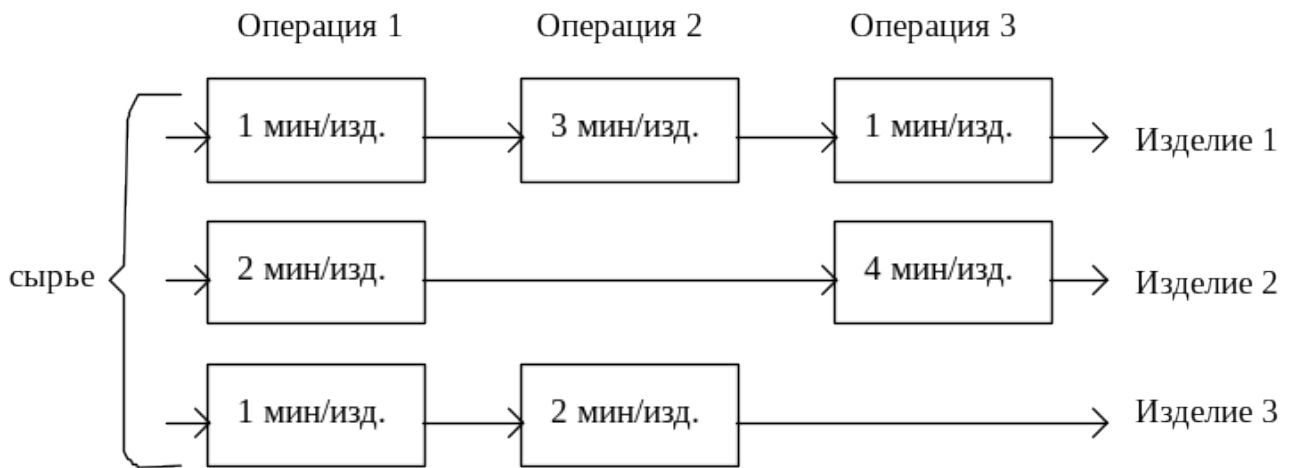 Операция 1 Операция 2 Операция 3
1 мин/изд. 3 мин/изд. 1 мин/изд. Изделие 1
2 мин/изд. 4 мин/изд. Изделие 2
сырье
1 мин/изд. 2 мин/изд. Изделие 3